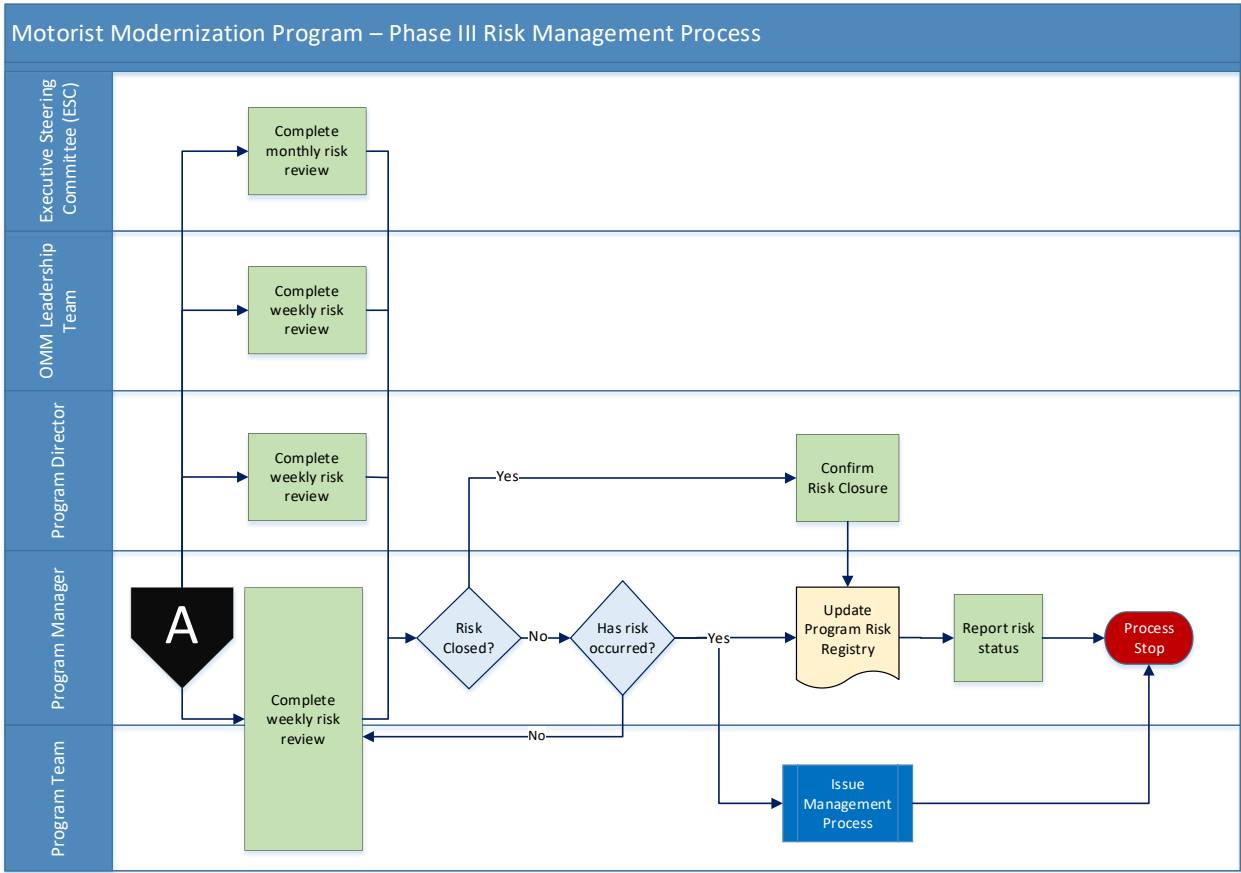 Motorist Modernization Program – Phase III Risk Management Process
Executive Steering
Committee (ESC)
Complete
monthly risk
review
OMM Leadership
Team
Complete
weekly risk
review
Program Director
Complete
weekly risk
review
Yes
Confirm
Risk Closure
Program Manager
A
Risk
Closed?
No
Has risk
occurred?
Yes
Update
Program Risk
Registry
Report risk
status
Process
Stop
Complete
weekly risk
review
No
Program Team
Issue
Management
Process